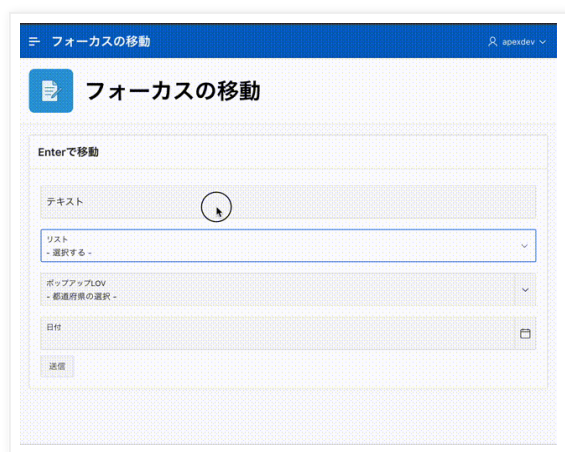 フォーカスの移動
apexdev
フォーカスの移動
Enterで移動
テキスト
リスト
- 選択する -
ポップアップLOV
- 都道府県の選択 -
日付
送信